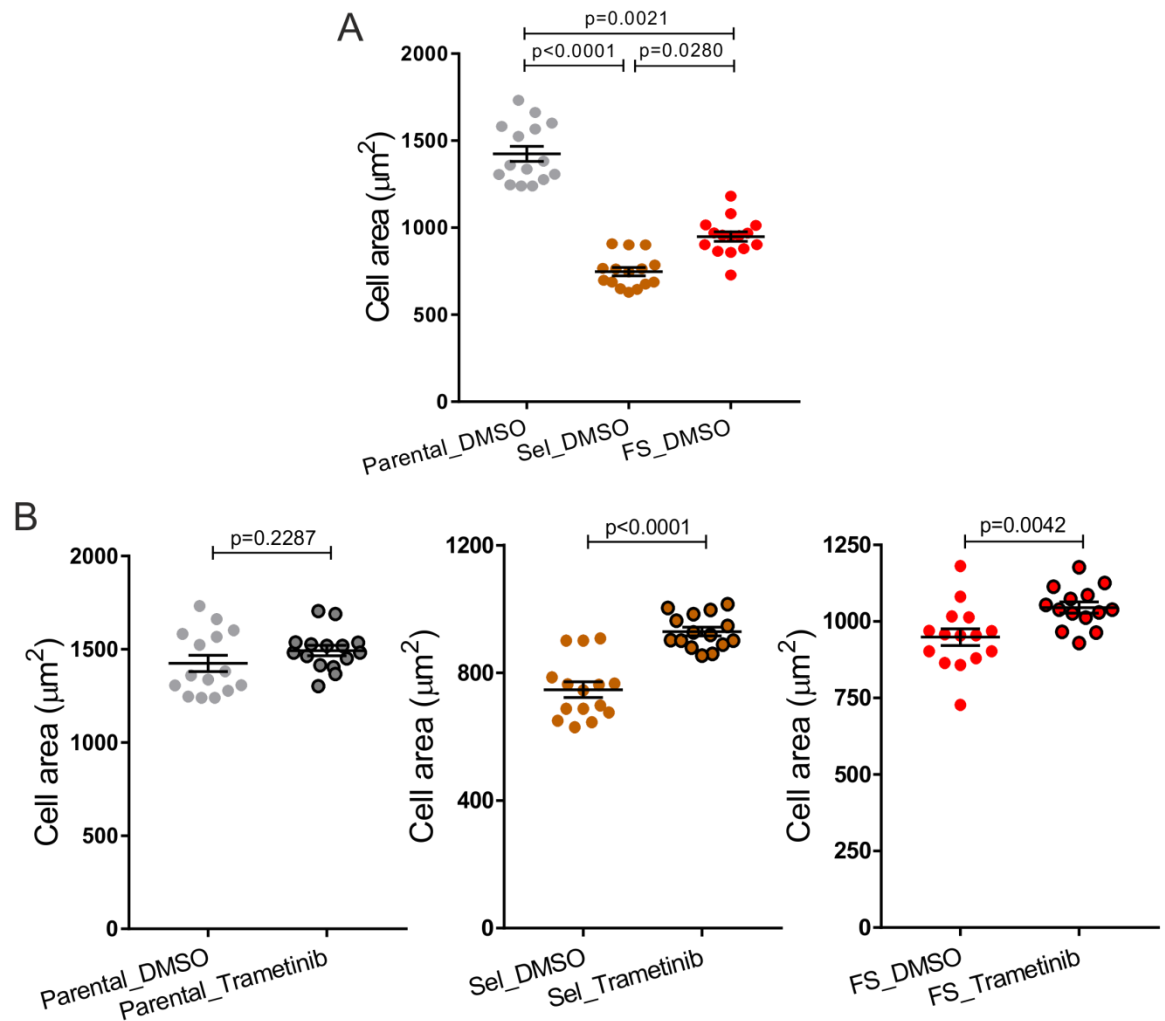 A
p=0.0021
p<0.0001
p=0.0280
Cell area (μm²)
2000
1500
1000
500
0
Parental_DMSO
Sel_DMSO
FS_DMSO
B
p=0.2287
Cell area (μm²)
2000
1500
1000
500
0
Parental_DMSO
Parental_Trametinib
p<0.0001
Cell area (μm²)
1200
800
400
0
Sel_DMSO
Sel_Trametinib
p=0.0042
Cell area (μm²)
1250
1000
750
500
250
0
FS_DMSO
FS_Trametinib